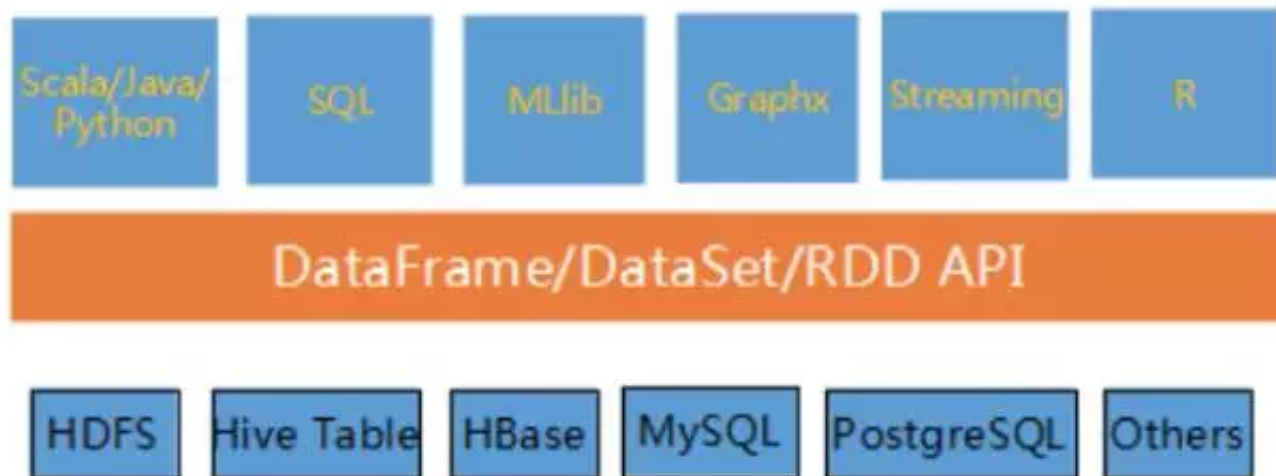 Scala/Java/
Python
SQL
MLlib
Graphx
Streaming
R
DataFrame/DataSet/RDD API
HDFS
Hive Table
HBase
MySQL
PostgreSQL
Others